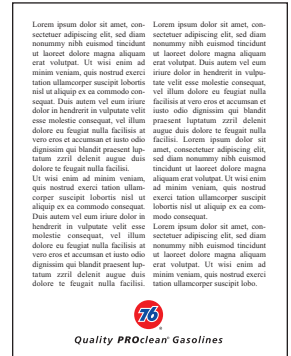 Lorem ipsum dolor sit amet, con-
sectetuer adipiscing elit, sed diam
nonummy nibh euismod tincidunt
ut laoreet dolore magna aliquam
erat volutpat. Ut wisi enim ad
minim veniam, quis nostrud exerci
tation ullamcorper suscipit lobortis
nisl ut aliquip ex ea commodo con-
sequat. Duis autem vel eum iriure
dolor in hendrerit in vulputate velit
esse molestie consequat, vel illum
dolore eu feugiat nulla facilisis at
vero eros et accumsan et iusto odio
dignissim qui blandit praesent lup-
tatum zzril delenit augue duis
dolore te feugait nulla facilisi.
Ut wisi enim ad minim veniam,
quis nostrud exerci tation ullam-
corper suscipit lobortis nisl ut
aliquip ex ea commodo consequat.
Duis autem vel eum iriure dolor in
hendrerit in vulputate velit esse
molestie consequat, vel illum
dolore eu feugiat nulla facilisis at
vero eros et accumsan et iusto odio
dignissim qui blandit praesent lup-
tatum zzril delenit augue duis
dolore te feugait nulla facilisi.
Lorem ipsum dolor sit amet, con-
sectetuer adipiscing elit, sed diam
nonummy nibh euismod tincidunt
ut laoreet dolore magna aliquam
erat volutpat. Duis autem vel eum
iriure dolor in hendrerit in vulpu-
tate velit esse molestie consequat,
vel illum dolore eu feugiat nulla
facilisis at vero eros et accumsan et
iusto odio dignissim qui blandit
praesent luptatum zzril delenit
augue duis dolore te feugait nulla
facilisi. Lorem ipsum dolor sit
amet, consectetuer adipiscing elit,
sed diam nonummy nibh euismod
tincidunt ut laoreet dolore magna
aliquam erat volutpat. Ut wisi enim
ad minim veniam, quis nostrud
exerci tation ullamcorper suscipit
lobortis nisl ut aliquip ex ea com-
modo consequat.
Lorem ipsum dolor sit amet, con-
sectetuer adipiscing elit, sed diam
nonummy nibh euismod tincidunt
ut laoreet dolore magna aliquam
erat volutpat. Ut wisi enim ad
minim veniam, quis nostrud exerci
tation ullamcorper suscipit lobo.
76
Quality PROclean® Gasolines